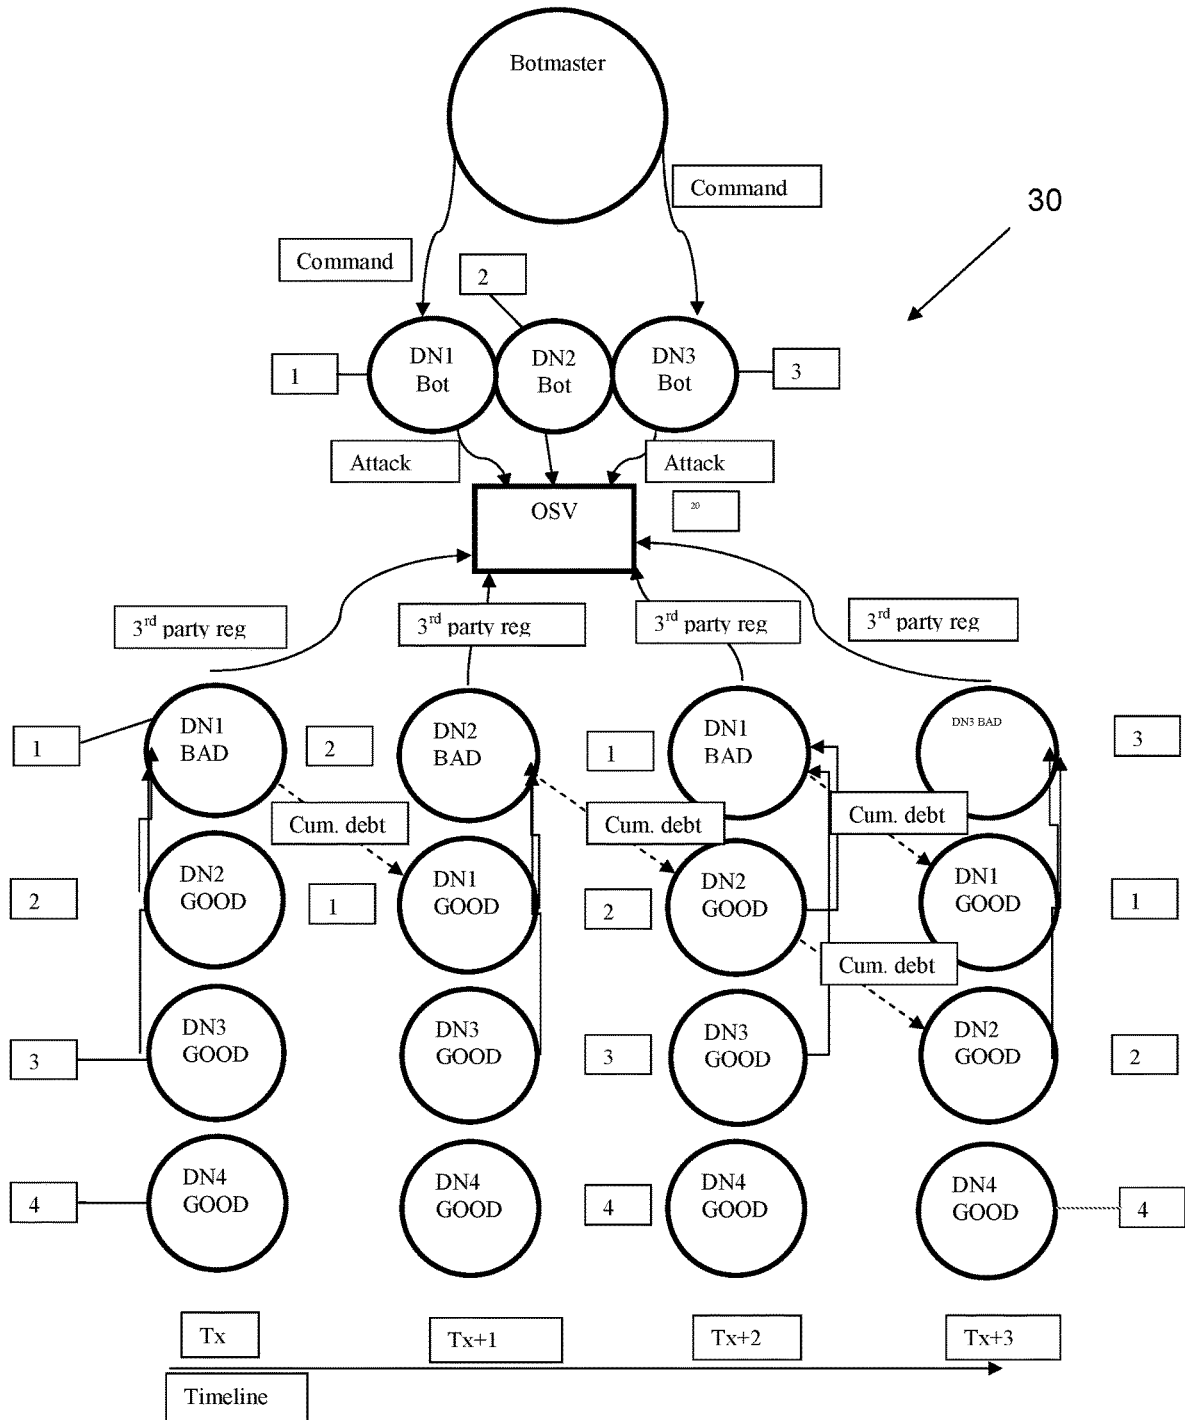 Botmaster
Command
30
Command
2
DN1
Bot
DN2
Bot
DN3
Bot
1
3
Attack
Attack
OSV
20
3rd party reg
3rd party reg
3rd party reg
3rd party reg
1
DN1
BAD
2
DN2
BAD
1
DN1
BAD
DN3 BAD
3
Cum. debt
Cum. debt
Cum. debt
2
DN2
GOOD
1
DN1
GOOD
2
DN2
GOOD
DN1
GOOD
1
Cum. debt
3
DN3
GOOD
DN3
GOOD
3
DN3
GOOD
DN2
GOOD
2
4
DN4
GOOD
DN4
GOOD
4
DN4
GOOD
DN4
GOOD
4
Tx
Tx+1
Tx+2
Tx+3
Timeline